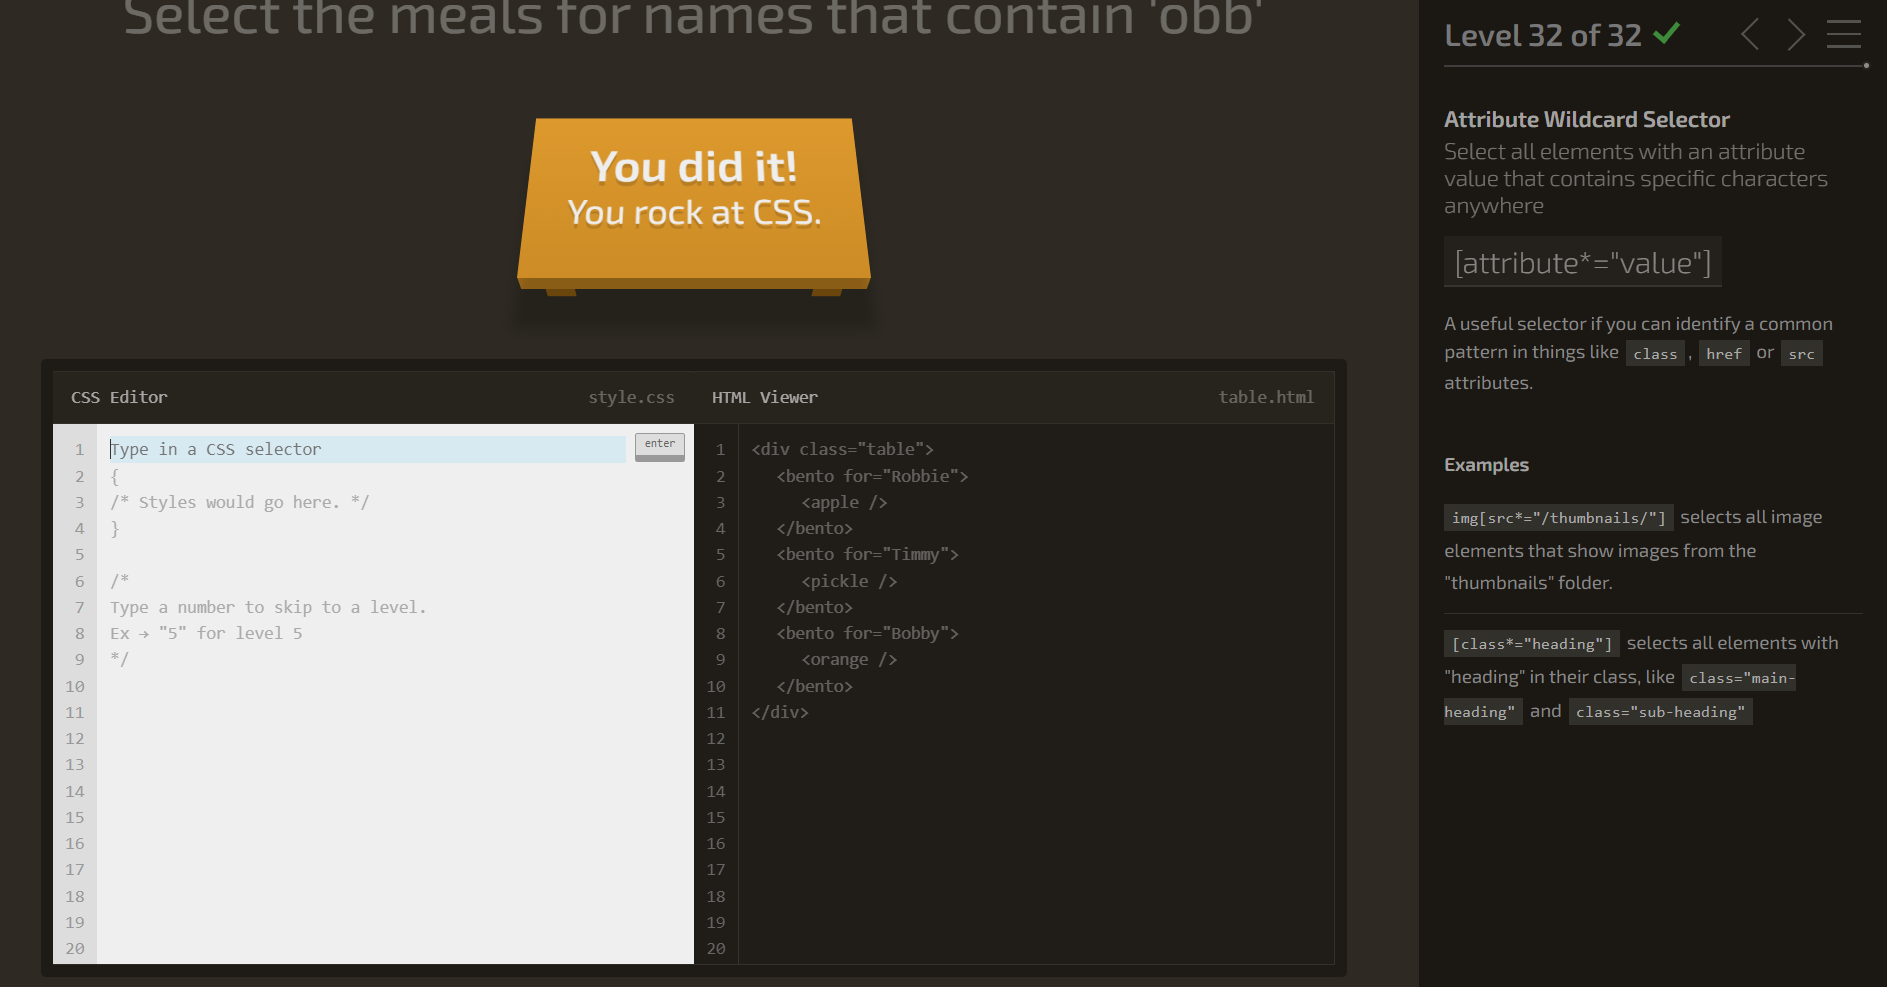 Select the meals for names that contain 'obb'
You did it!
You rock at CSS.
CSS Editor style.css
1 Type in a CSS selector enter
2 {
3 /* Styles would go here. */
4 }
5
6 /*
7 Type a number to skip to a level.
8 Ex → "5" for level 5
9 */
10
11
12
13
14
15
16
17
18
19
20
HTML Viewer table.html
1 <div class="table">
2 <bento for="Robbie">
3 <apple />
4 </bento>
5 <bento for="Timmy">
6 <pickle />
7 </bento>
8 <bento for="Bobby">
9 <orange />
10 </bento>
11 </div>
12
13
14
15
16
17
18
19
20
Level 32 of 32
Attribute Wildcard Selector
Select all elements with an attribute
value that contains specific characters
anywhere
[attribute*="value"]
A useful selector if you can identify a common
pattern in things like class , href or src
attributes.
Examples
img[src*="/thumbnails/"] selects all image
elements that show images from the
"thumbnails" folder.
[class*="heading"] selects all elements with
"heading" in their class, like class="main-
heading" and class="sub-heading"